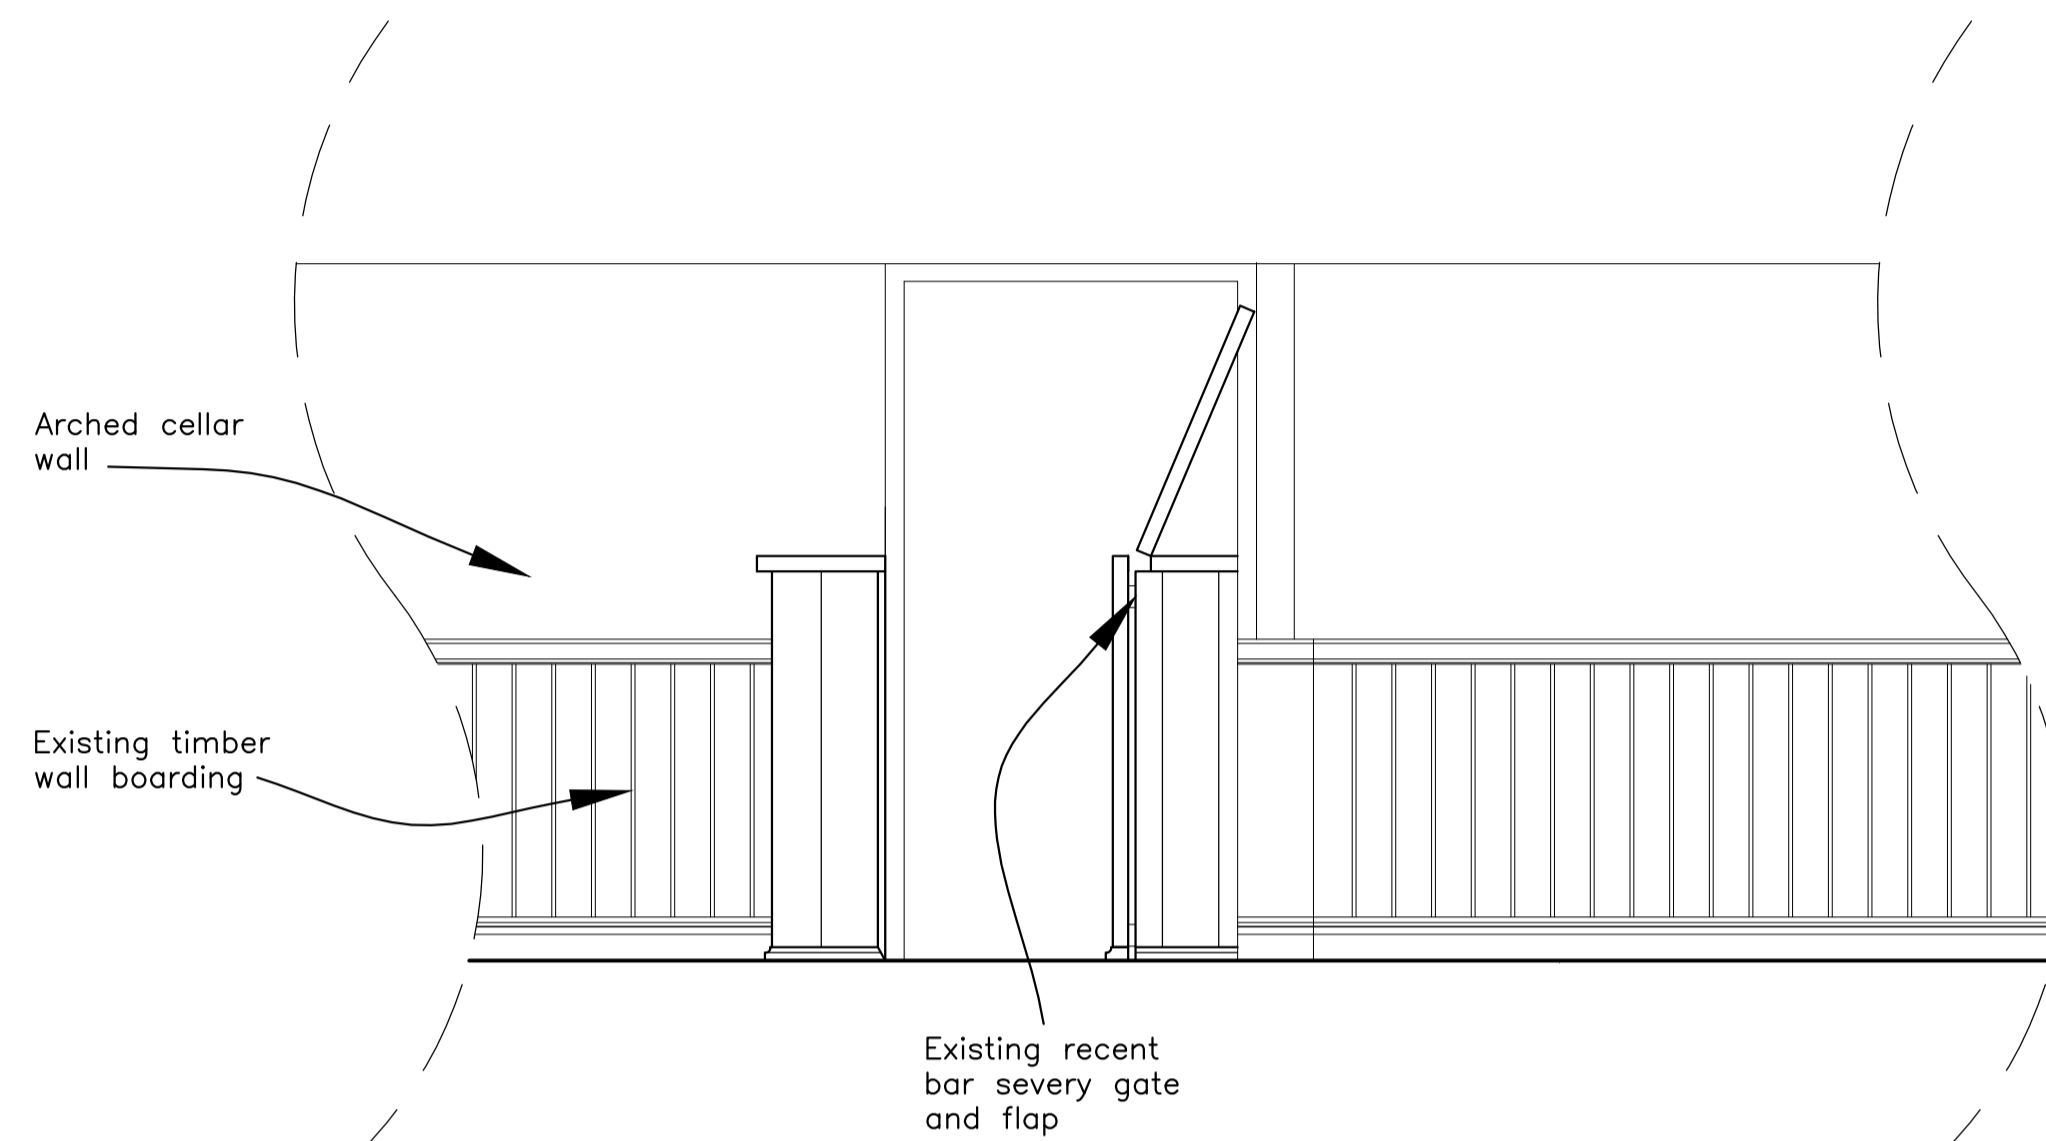 Arched cellar
wall
Existing timber
wall boarding
Existing recent
bar severy gate
and flap